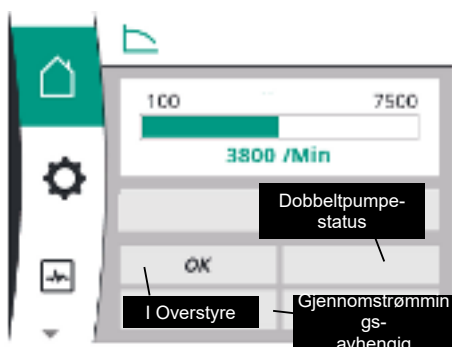 100 7500
3800 /Min
Dobbeltpumpe-
status
OK
I Overstyre
Gjennomstrømmin
gs-
avhengig